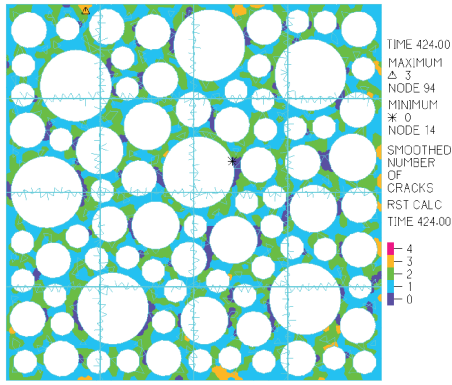 TIME 424.00
MAXIMUM
△ 3
NODE 94
MINIMUM
✳ 0
NODE 14
SMOOTHED
NUMBER
OF
CRACKS
RST CALC
TIME 424.00
4
3
2
1
0